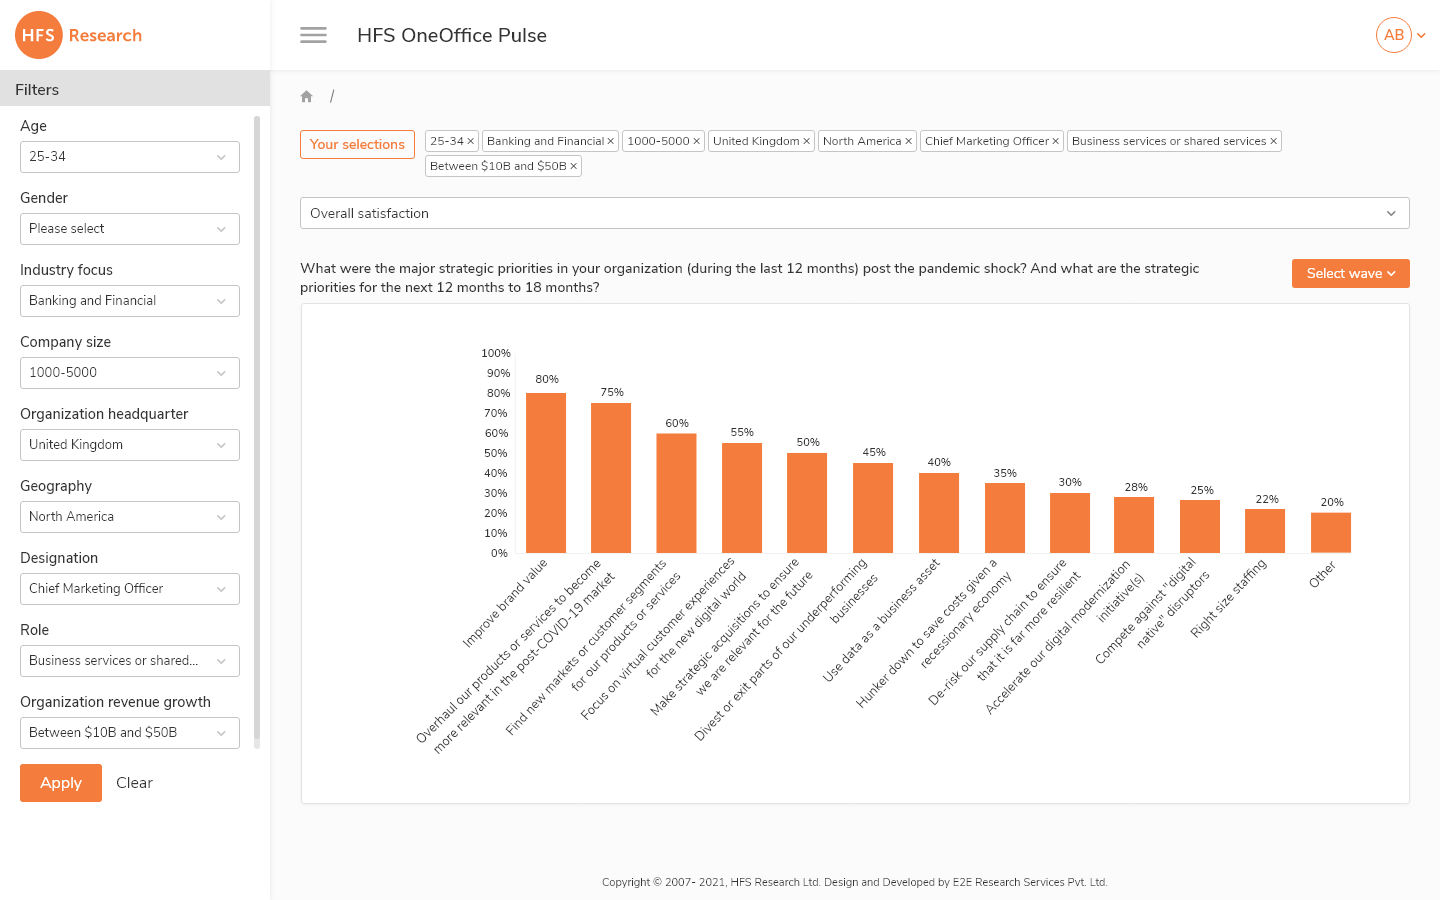 HFS Research
HFS OneOffice Pulse
AB
Filters
Age
25-34
Gender
Please select
Industry focus
Banking and Financial
Company size
1000-5000
Organization headquarter
United Kingdom
Geography
North America
Designation
Chief Marketing Officer
Role
Business services or shared...
Organization revenue growth
Between $10B and $50B
Apply Clear
/
Your selections 25-34 × Banking and Financial × 1000-5000 × United Kingdom × North America × Chief Marketing Officer × Business services or shared services ×
Between $10B and $50B ×
Overall satisfaction
What were the major strategic priorities in your organization (during the last 12 months) post the pandemic shock? And what are the strategic
priorities for the next 12 months to 18 months?
Select wave
100%
90%
80%
70%
60%
50%
40%
30%
20%
10%
0%
80%
75%
60%
55%
50%
45%
40%
35%
30%
28%
25%
22%
20%
Improve brand value
Overhaul our products or services to become
more relevant in the post-COVID-19 market
Find new markets or customer segments
for our products or services
Focus on virtual customer experiences
for the new digital world
Make strategic acquisitions to ensure
we are relevant for the future
Divest or exit parts of our underperforming
businesses
Use data as a business asset
Hunker down to save costs given a
recessionary economy
De-risk our supply chain to ensure
that it is far more resilient
Accelerate our digital modernization
initiative(s)
Compete against "digital
native" disruptors
Right size staffing
Other
Copyright © 2007- 2021, HFS Research Ltd. Design and Developed by E2E Research Services Pvt. Ltd.